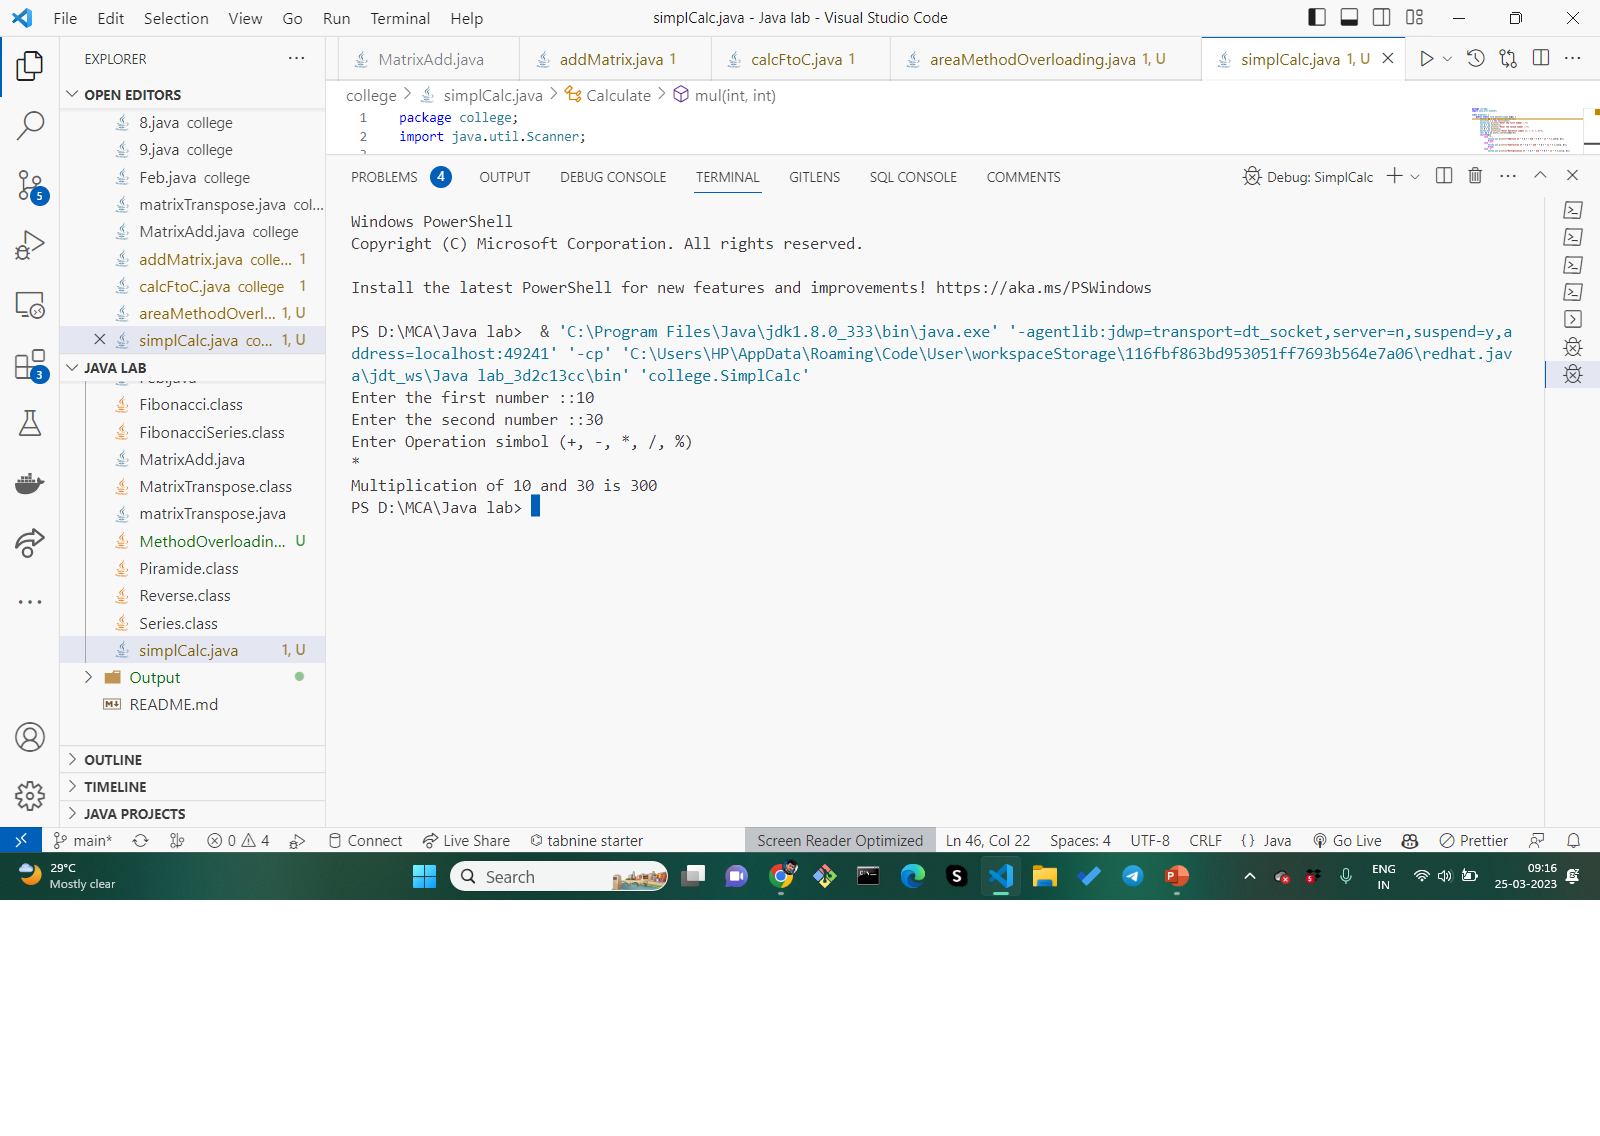 File Edit Selection View Go Run Terminal Help
simplCalc.java - Java lab - Visual Studio Code
EXPLORER
OPEN EDITORS
8.java college
9.java college
Feb.java college
matrixTranspose.java col...
MatrixAdd.java college
addMatrix.java colle... 1
calcFtoC.java college 1
areaMethodOverl... 1, U
simplCalc.java co... 1, U
JAVA LAB
Feb.java
Fibonacci.class
FibonacciSeries.class
MatrixAdd.java
MatrixTranspose.class
matrixTranspose.java
MethodOverloadin... U
Piramide.class
Reverse.class
Series.class
simplCalc.java 1, U
Output
README.md
OUTLINE
TIMELINE
JAVA PROJECTS
5
3
MatrixAdd.java addMatrix.java 1 calcFtoC.java 1 areaMethodOverloading.java 1, U simplCalc.java 1, U
college > simplCalc.java > Calculate > mul(int, int)
1 package college;
2 import java.util.Scanner;
PROBLEMS 4 OUTPUT DEBUG CONSOLE TERMINAL GITLENS SQL CONSOLE COMMENTS
Debug: SimplCalc
Windows PowerShell
Copyright (C) Microsoft Corporation. All rights reserved.
Install the latest PowerShell for new features and improvements! https://aka.ms/PSWindows
PS D:\MCA\Java lab>  & 'C:\Program Files\Java\jdk1.8.0_333\bin\java.exe' '-agentlib:jdwp=transport=dt_socket,server=n,suspend=y,a
ddress=localhost:49241' '-cp' 'C:\Users\HP\AppData\Roaming\Code\User\workspaceStorage\116fbf863bd953051ff7693b564e7a06\redhat.jav
a\jdt_ws\Java lab_3d2c13cc\bin' 'college.SimplCalc'
Enter the first number ::10
Enter the second number ::30
Enter Operation simbol (+, -, *, /, %)
*
Multiplication of 10 and 30 is 300
PS D:\MCA\Java lab>
main* 0 4 Connect Live Share tabnine starter Screen Reader Optimized Ln 46, Col 22 Spaces: 4 UTF-8 CRLF { } Java Go Live Prettier
29°C
Mostly clear
Search
ENG
IN
09:16
25-03-2023